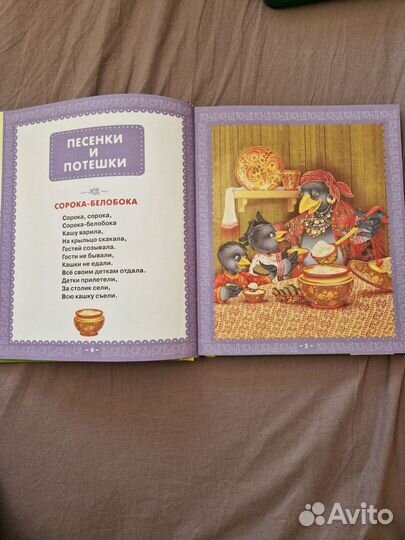 ПЕСЕНКИ
И
ПОТЕШКИ
СОРОКА-БЕЛОБОКА
Сорока, сорока,
Сорока-белобока
Кашу варила,
На крыльцо скакала,
Гостей созывала.
Гости не бывали,
Кашки не едали.
Всё своим деткам отдала.
Детки прилетели,
За столик сели,
Всю кашку съели.
- 4 -
- 5 -
Avito